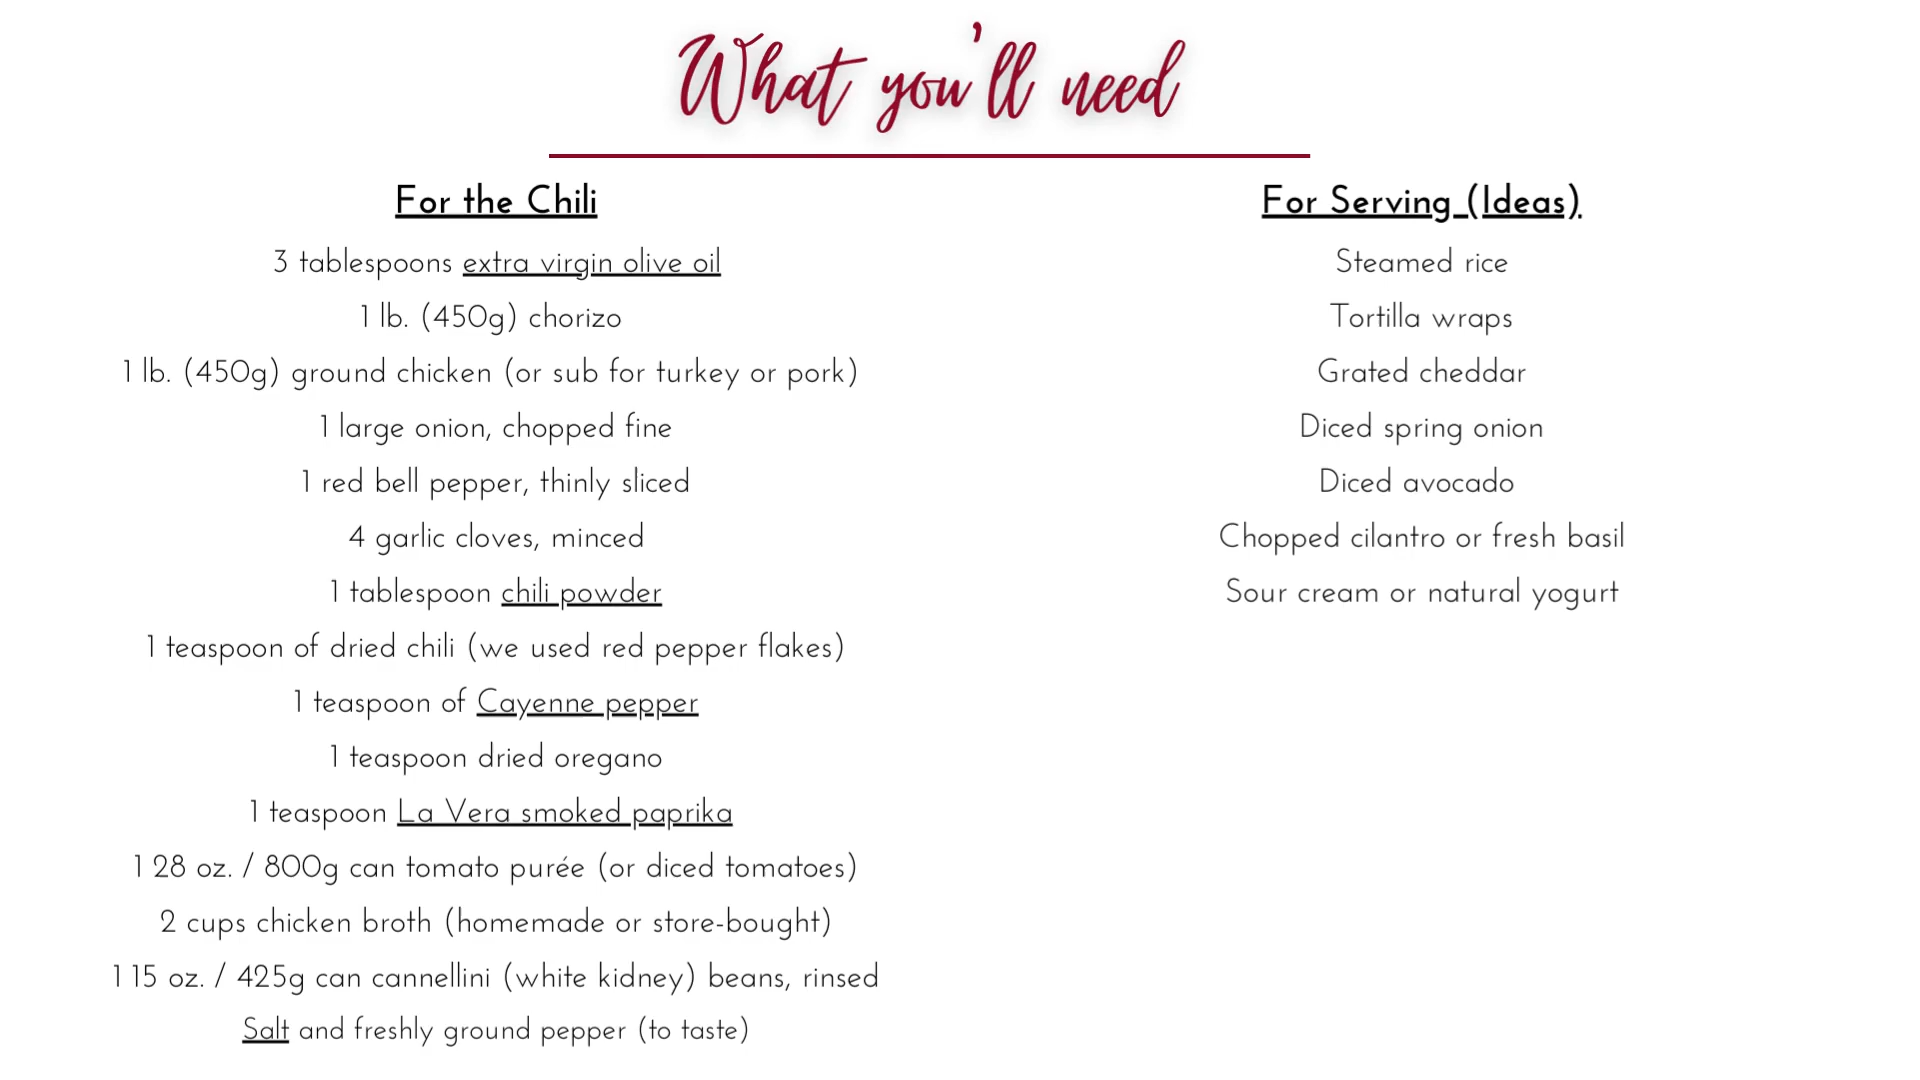 What you'll need
For the Chili
3 tablespoons extra virgin olive oil
1 lb. (450g) chorizo
1 lb. (450g) ground chicken (or sub for turkey or pork)
1 large onion, chopped fine
1 red bell pepper, thinly sliced
4 garlic cloves, minced
1 tablespoon chili powder
1 teaspoon of dried chili (we used red pepper flakes)
1 teaspoon of Cayenne pepper
1 teaspoon dried oregano
1 teaspoon La Vera smoked paprika
1 28 oz. / 800g can tomato purée (or diced tomatoes)
2 cups chicken broth (homemade or store-bought)
1 15 oz. / 425g can cannellini (white kidney) beans, rinsed
Salt and freshly ground pepper (to taste)
For Serving (Ideas)
Steamed rice
Tortilla wraps
Grated cheddar
Diced spring onion
Diced avocado
Chopped cilantro or fresh basil
Sour cream or natural yogurt